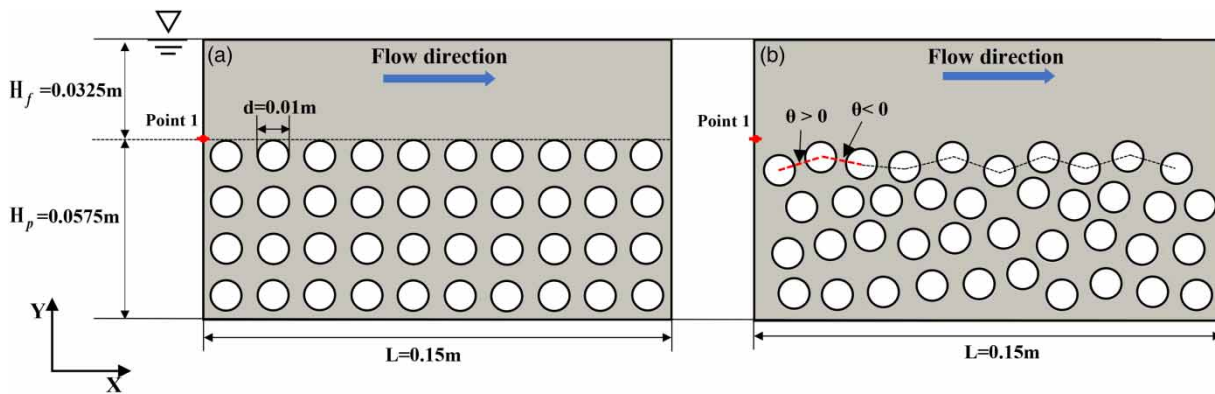 (a)
Flow direction
H_f =0.0325m
d=0.01m
Point 1
H_p =0.0575m
Y
X
L=0.15m
(b)
Flow direction
θ > 0
θ< 0
Point 1
L=0.15m